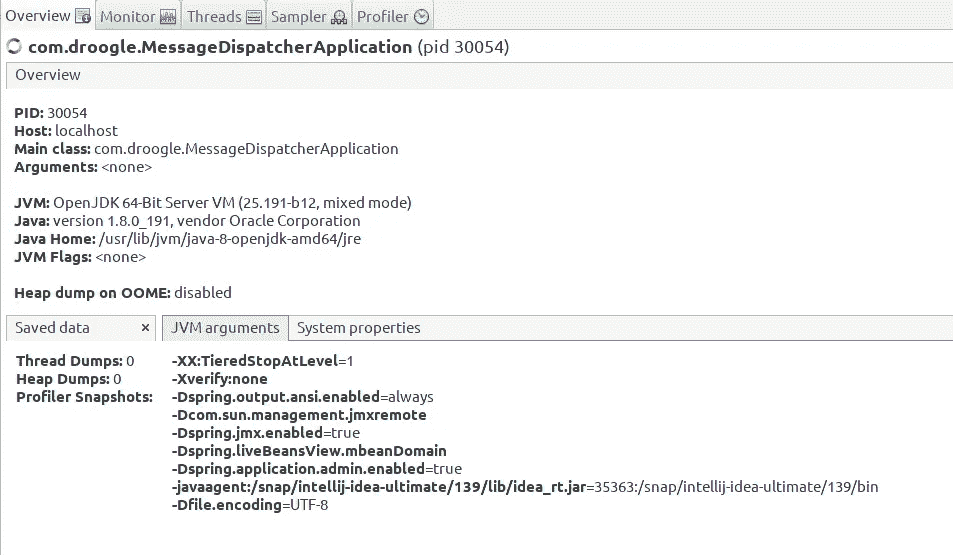 Overview Monitor Threads Sampler Profiler
com.droogle.MessageDispatcherApplication (pid 30054)
Overview
PID: 30054
Host: localhost
Main class: com.droogle.MessageDispatcherApplication
Arguments: <none>
JVM: OpenJDK 64-Bit Server VM (25.191-b12, mixed mode)
Java: version 1.8.0_191, vendor Oracle Corporation
Java Home: /usr/lib/jvm/java-8-openjdk-amd64/jre
JVM Flags: <none>
Heap dump on OOME: disabled
Saved data × JVM arguments System properties
Thread Dumps: 0
Heap Dumps: 0
Profiler Snapshots:
-XX:TieredStopAtLevel=1
-Xverify:none
-Dspring.output.ansi.enabled=always
-Dcom.sun.management.jmxremote
-Dspring.jmx.enabled=true
-Dspring.liveBeansView.mbeanDomain
-Dspring.application.admin.enabled=true
-javaagent:/snap/intellij-idea-ultimate/139/lib/idea_rt.jar=35363:/snap/intellij-idea-ultimate/139/bin
-Dfile.encoding=UTF-8